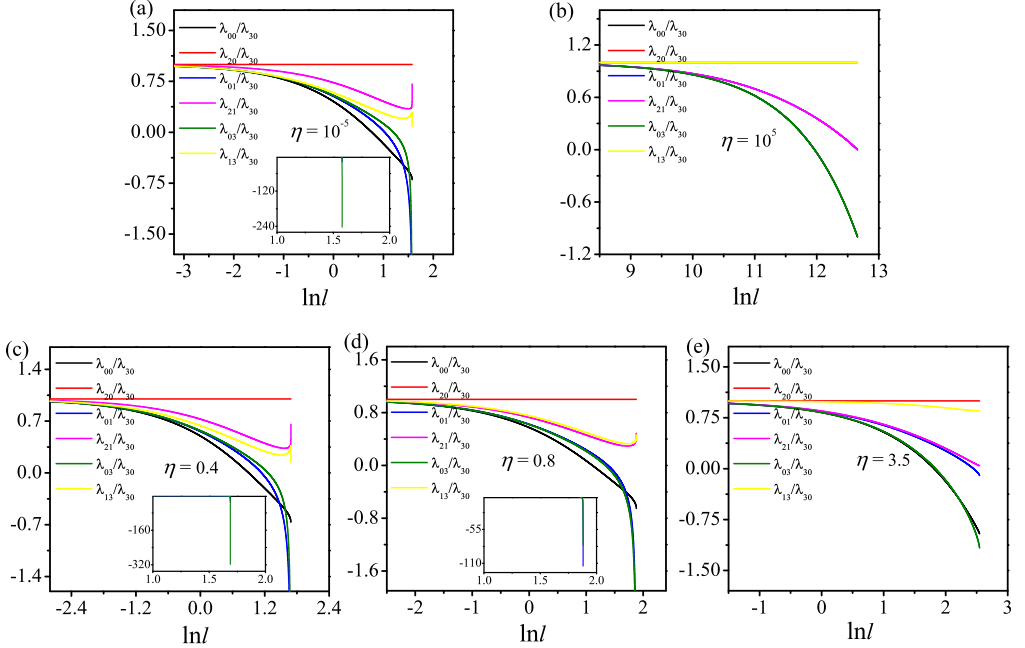 (a)
λ₀₀/λ₃₀
λ₂₀/λ₃₀
λ₀₁/λ₃₀
λ₂₁/λ₃₀
λ₀₃/λ₃₀
λ₁₃/λ₃₀
1.50
0.75
0.00
-0.75
-1.50
η = 10⁻⁵
-120
-240
1.0 1.5 2.0
-3 -2 -1 0 1 2
lnl
(b)
λ₀₀/λ₃₀
λ₂₀/λ₃₀
λ₀₁/λ₃₀
λ₂₁/λ₃₀
λ₀₃/λ₃₀
λ₁₃/λ₃₀
1.2
0.6
0.0
-0.6
-1.2
η = 10⁵
9 10 11 12 13
lnl
(c)
λ₀₀/λ₃₀
λ₂₀/λ₃₀
λ₀₁/λ₃₀
λ₂₁/λ₃₀
λ₀₃/λ₃₀
λ₁₃/λ₃₀
1.4
0.7
0.0
-0.7
-1.4
η = 0.4
-160
-320
1.0 1.5 2.0
-2.4 -1.2 0.0 1.2 2.4
lnl
(d)
λ₀₀/λ₃₀
λ₂₀/λ₃₀
λ₀₁/λ₃₀
λ₂₁/λ₃₀
λ₀₃/λ₃₀
λ₁₃/λ₃₀
1.6
0.8
0.0
-0.8
-1.6
η = 0.8
-55
-110
1.0 1.5 2.0
-2 -1 0 1 2
lnl
(e)
λ₀₀/λ₃₀
λ₂₀/λ₃₀
λ₀₁/λ₃₀
λ₂₁/λ₃₀
λ₀₃/λ₃₀
λ₁₃/λ₃₀
1.50
0.75
0.00
-0.75
-1.50
η = 3.5
-1 0 1 2 3
lnl